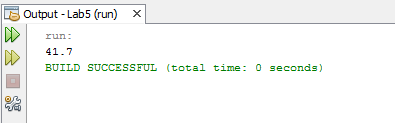 Output - Lab5 (run)
run:
41.7
BUILD SUCCESSFUL (total time: 0 seconds)